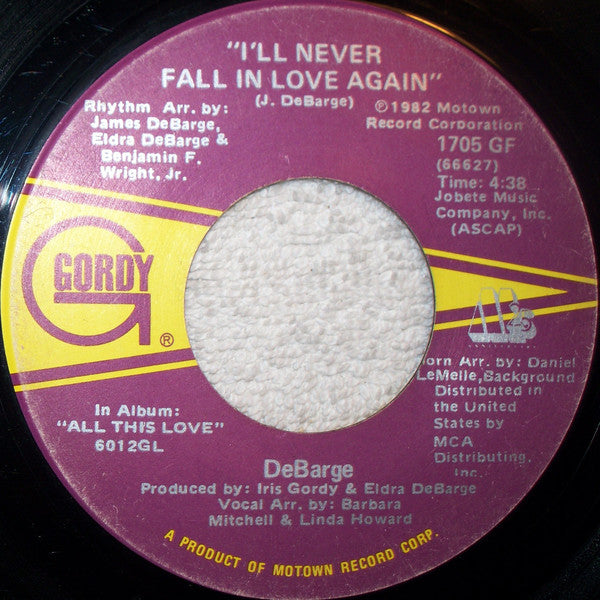 "I'LL NEVER
FALL IN LOVE AGAIN"
(J. DeBarge)
Rhythm Arr. by:
James DeBarge,
Eldra DeBarge &
Benjamin F.
Wright, Jr.
℗1982 Motown
Record Corporation
1705 GF
(66627)
Time: 4:38
Jobete Music
Company, Inc.
(ASCAP)
GORDY
G
®
M
In Album:
"ALL THIS LOVE"
6012GL
orn Arr. by: Daniel
LeMelle, Background
Distributed in
the United
States by
MCA
Distributing,
Inc.
DeBarge
Produced by: Iris Gordy & Eldra DeBarge
Vocal Arr. by: Barbara
Mitchell & Linda Howard
A PRODUCT OF MOTOWN RECORD CORP.